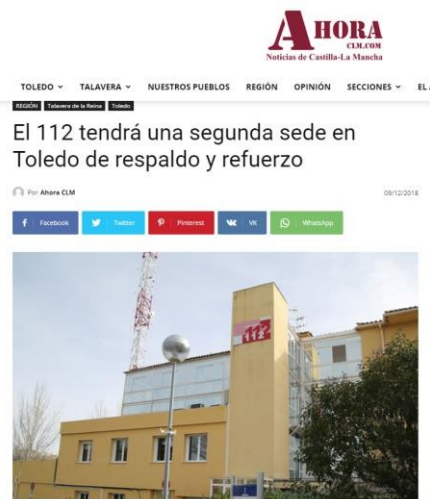 AHORA
CLM.COM
Noticias de Castilla-La Mancha
TOLEDO TALAVERA NUESTROS PUEBLOS REGIÓN OPINIÓN SECCIONES EL
REGIÓN Talavera de la Reina Toledo
El 112 tendrá una segunda sede en
Toledo de respaldo y refuerzo
Por Ahora CLM 09/12/2018
Facebook Twitter Pinterest VK WhatsApp
112